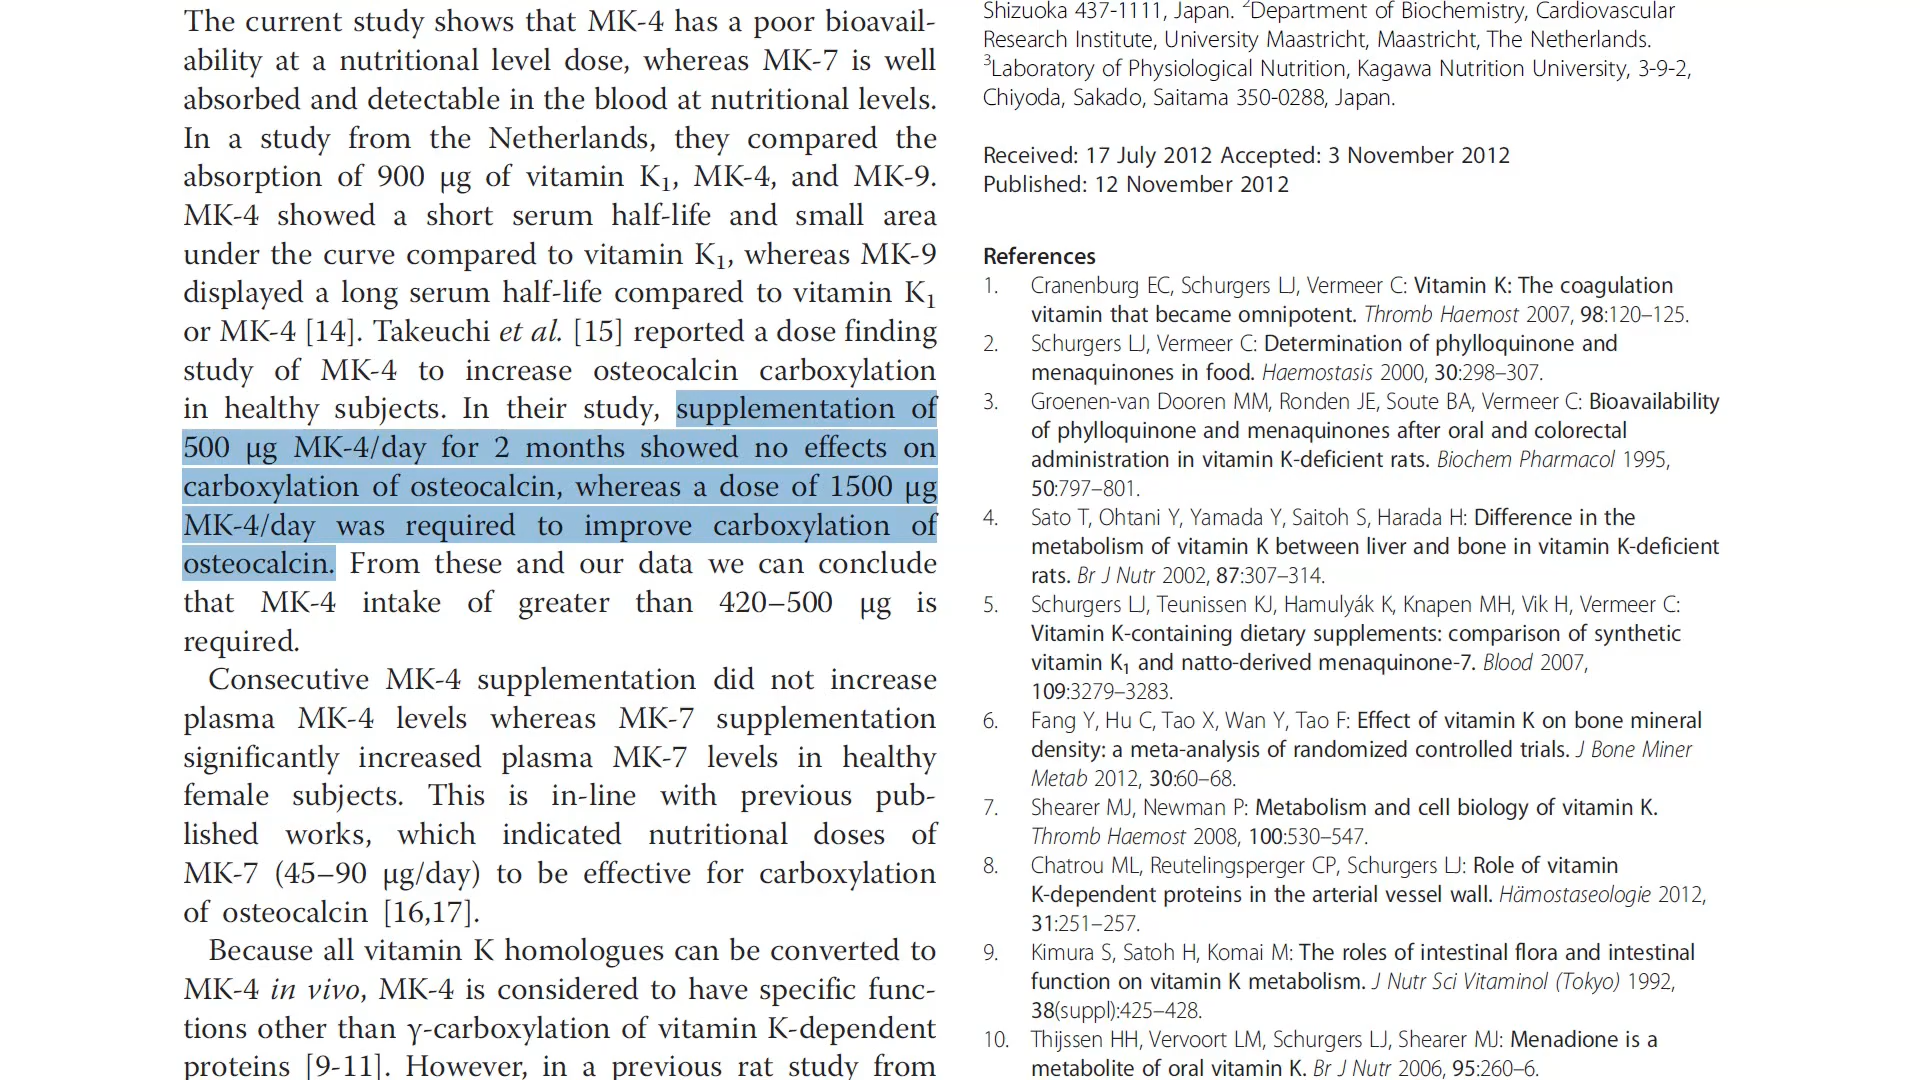 The current study shows that MK-4 has a poor bioavail-
ability at a nutritional level dose, whereas MK-7 is well
absorbed and detectable in the blood at nutritional levels.
In a study from the Netherlands, they compared the
absorption of 900 μg of vitamin K1, MK-4, and MK-9.
MK-4 showed a short serum half-life and small area
under the curve compared to vitamin K1, whereas MK-9
displayed a long serum half-life compared to vitamin K1
or MK-4 [14]. Takeuchi et al. [15] reported a dose finding
study of MK-4 to increase osteocalcin carboxylation
in healthy subjects. In their study, supplementation of
500 μg MK-4/day for 2 months showed no effects on
carboxylation of osteocalcin, whereas a dose of 1500 μg
MK-4/day was required to improve carboxylation of
osteocalcin. From these and our data we can conclude
that MK-4 intake of greater than 420–500 μg is
required.
Consecutive MK-4 supplementation did not increase
plasma MK-4 levels whereas MK-7 supplementation
significantly increased plasma MK-7 levels in healthy
female subjects. This is in-line with previous pub-
lished works, which indicated nutritional doses of
MK-7 (45–90 μg/day) to be effective for carboxylation
of osteocalcin [16,17].
Because all vitamin K homologues can be converted to
MK-4 in vivo, MK-4 is considered to have specific func-
tions other than γ-carboxylation of vitamin K-dependent
proteins [9-11]. However, in a previous rat study from
Shizuoka 437-1111, Japan. 2Department of Biochemistry, Cardiovascular
Research Institute, University Maastricht, Maastricht, The Netherlands.
3Laboratory of Physiological Nutrition, Kagawa Nutrition University, 3-9-2,
Chiyoda, Sakado, Saitama 350-0288, Japan.
Received: 17 July 2012 Accepted: 3 November 2012
Published: 12 November 2012
References
1. Cranenburg EC, Schurgers LJ, Vermeer C: Vitamin K: The coagulation
vitamin that became omnipotent. Thromb Haemost 2007, 98:120–125.
2. Schurgers LJ, Vermeer C: Determination of phylloquinone and
menaquinones in food. Haemostasis 2000, 30:298–307.
3. Groenen-van Dooren MM, Ronden JE, Soute BA, Vermeer C: Bioavailability
of phylloquinone and menaquinones after oral and colorectal
administration in vitamin K-deficient rats. Biochem Pharmacol 1995,
50:797–801.
4. Sato T, Ohtani Y, Yamada Y, Saitoh S, Harada H: Difference in the
metabolism of vitamin K between liver and bone in vitamin K-deficient
rats. Br J Nutr 2002, 87:307–314.
5. Schurgers LJ, Teunissen KJ, Hamulyák K, Knapen MH, Vik H, Vermeer C:
Vitamin K-containing dietary supplements: comparison of synthetic
vitamin K1 and natto-derived menaquinone-7. Blood 2007,
109:3279–3283.
6. Fang Y, Hu C, Tao X, Wan Y, Tao F: Effect of vitamin K on bone mineral
density: a meta-analysis of randomized controlled trials. J Bone Miner
Metab 2012, 30:60–68.
7. Shearer MJ, Newman P: Metabolism and cell biology of vitamin K.
Thromb Haemost 2008, 100:530–547.
8. Chatrou ML, Reutelingsperger CP, Schurgers LJ: Role of vitamin
K-dependent proteins in the arterial vessel wall. Hämostaseologie 2012,
31:251–257.
9. Kimura S, Satoh H, Komai M: The roles of intestinal flora and intestinal
function on vitamin K metabolism. J Nutr Sci Vitaminol (Tokyo) 1992,
38(suppl):425–428.
10. Thijssen HH, Vervoort LM, Schurgers LJ, Shearer MJ: Menadione is a
metabolite of oral vitamin K. Br J Nutr 2006, 95:260–6.